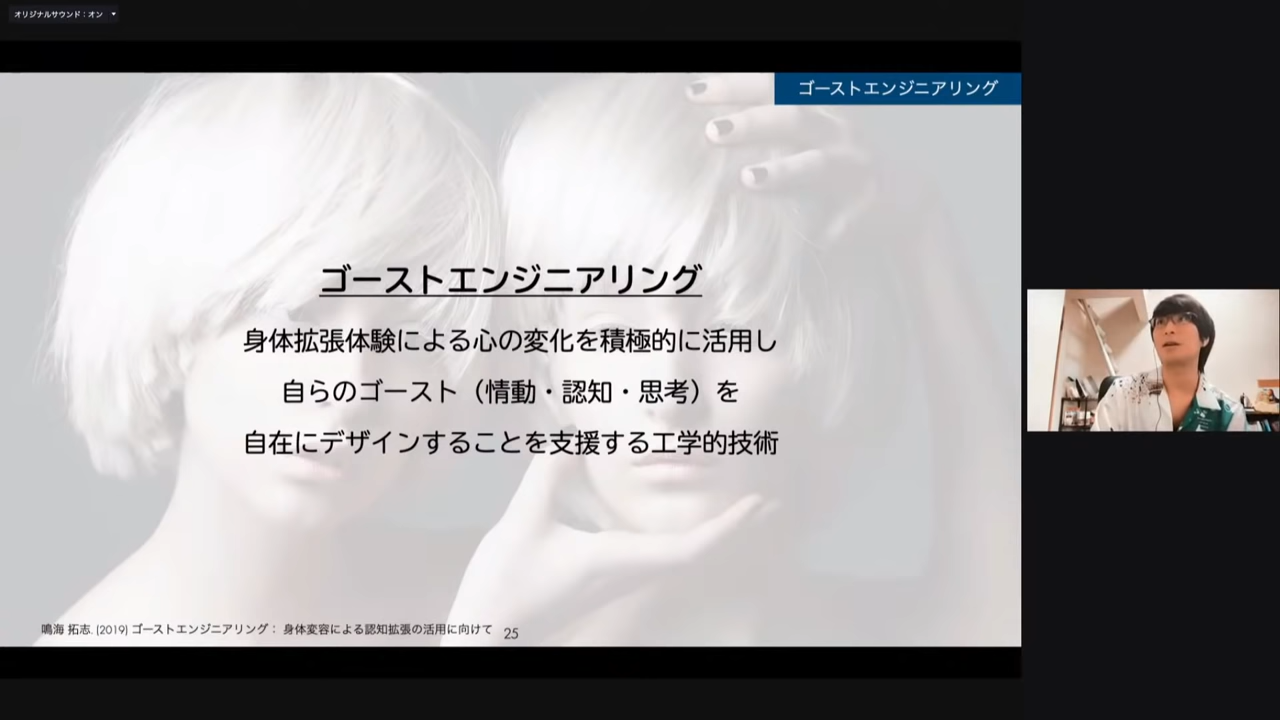 オリジナルサウンド：オン
ゴーストエンジニアリング
ゴーストエンジニアリング
身体拡張体験による心の変化を積極的に活用し
自らのゴースト（情動・認知・思考）を
自在にデザインすることを支援する工学的技術
鳴海 拓志. (2019) ゴーストエンジニアリング： 身体変容による認知拡張の活用に向けて 25